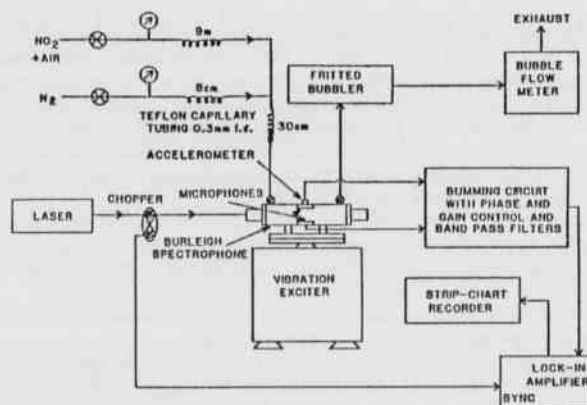 EXHAUST
9m
NO2
+AIR
BUBBLE
FLOW
METER
FRITTED
BUBBLER
8cm
N2
TEFLON CAPILLARY
TUBING 0.3mm i.d.
30cm
ACCELEROMETER
MICROPHONES
CHOPPER
LASER
BURLEIGH
SPECTROPHONE
SUMMING CIRCUIT
WITH PHASE AND
GAIN CONTROL AND
BAND PASS FILTERS
VIBRATION
EXCITER
STRIP-CHART
RECORDER
LOCK-IN
AMPLIFIER
SYNC